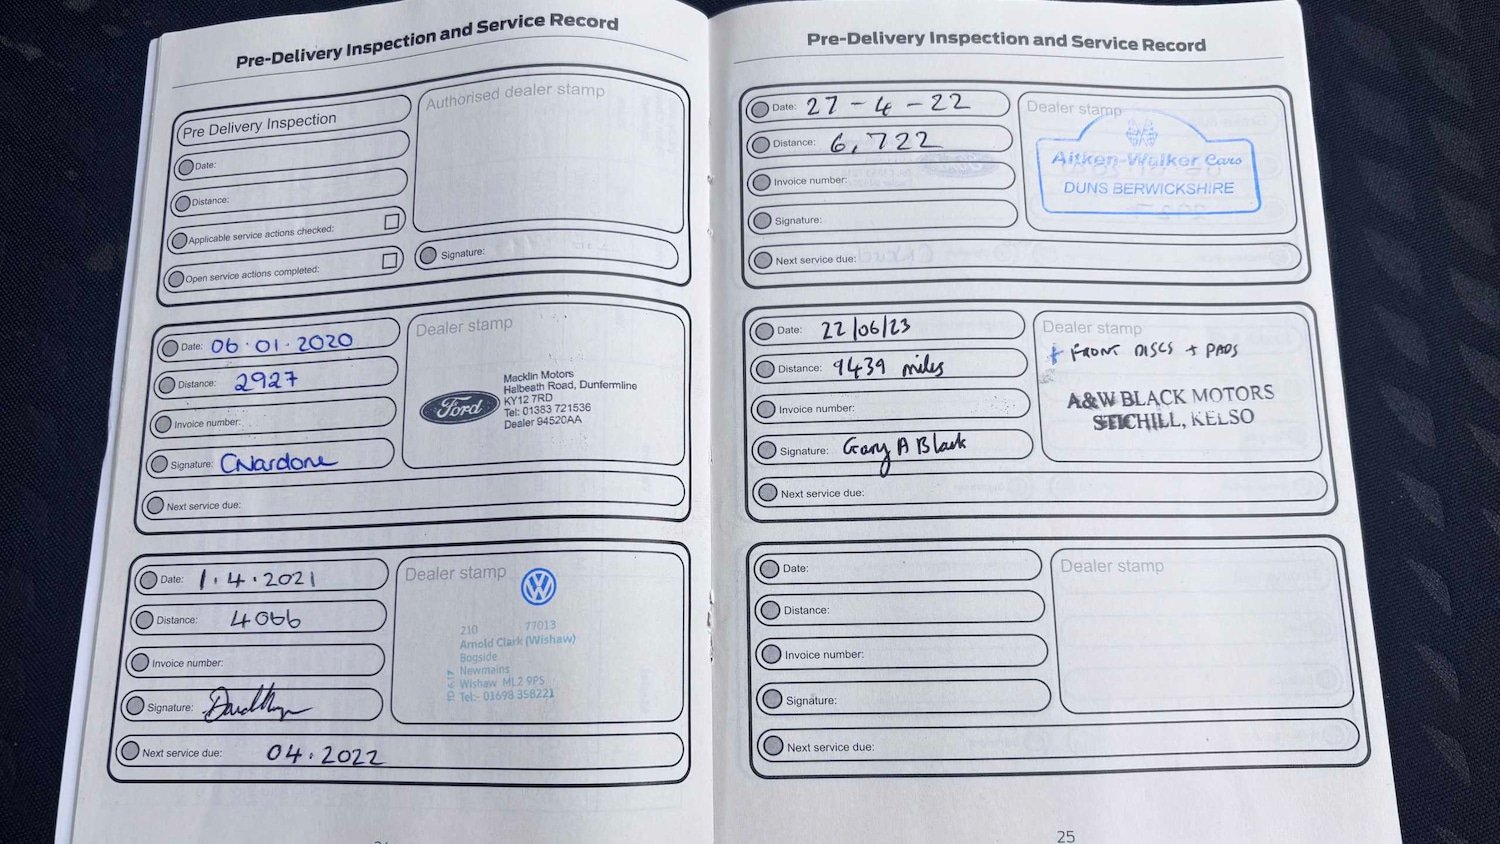 Pre-Delivery Inspection and Service Record
Pre Delivery Inspection
Date:
Distance:
Applicable service actions checked:
Open service actions completed:
Authorised dealer stamp
Signature:
Date: 06·01·2020
Distance: 2927
Invoice number:
Signature: CNardone
Next service due:
Dealer stamp
Ford
Macklin Motors
Halbeath Road, Dunfermline
KY12 7RD
Tel: 01383 721536
Dealer 94520AA
Date: 1.4.2021
Distance: 4066
Invoice number:
Signature:
Next service due: 04.2022
Dealer stamp
210 77013
Arnold Clark (Wishaw)
Bogside
Newmains
Wishaw ML2 9PS
Tel:- 01698 358221
Pre-Delivery Inspection and Service Record
Date: 27-4-22
Distance: 6,722
Invoice number:
Signature:
Next service due:
Dealer stamp
Aitken-Walker Cars
DUNS BERWICKSHIRE
Date: 22/06/23
Distance: 9439 miles
Invoice number:
Signature: Gary A Black
Next service due:
Dealer stamp
+ FRONT DISCS + PADS
A&W BLACK MOTORS
STICHILL, KELSO
Date:
Distance:
Invoice number:
Signature:
Next service due:
Dealer stamp
25